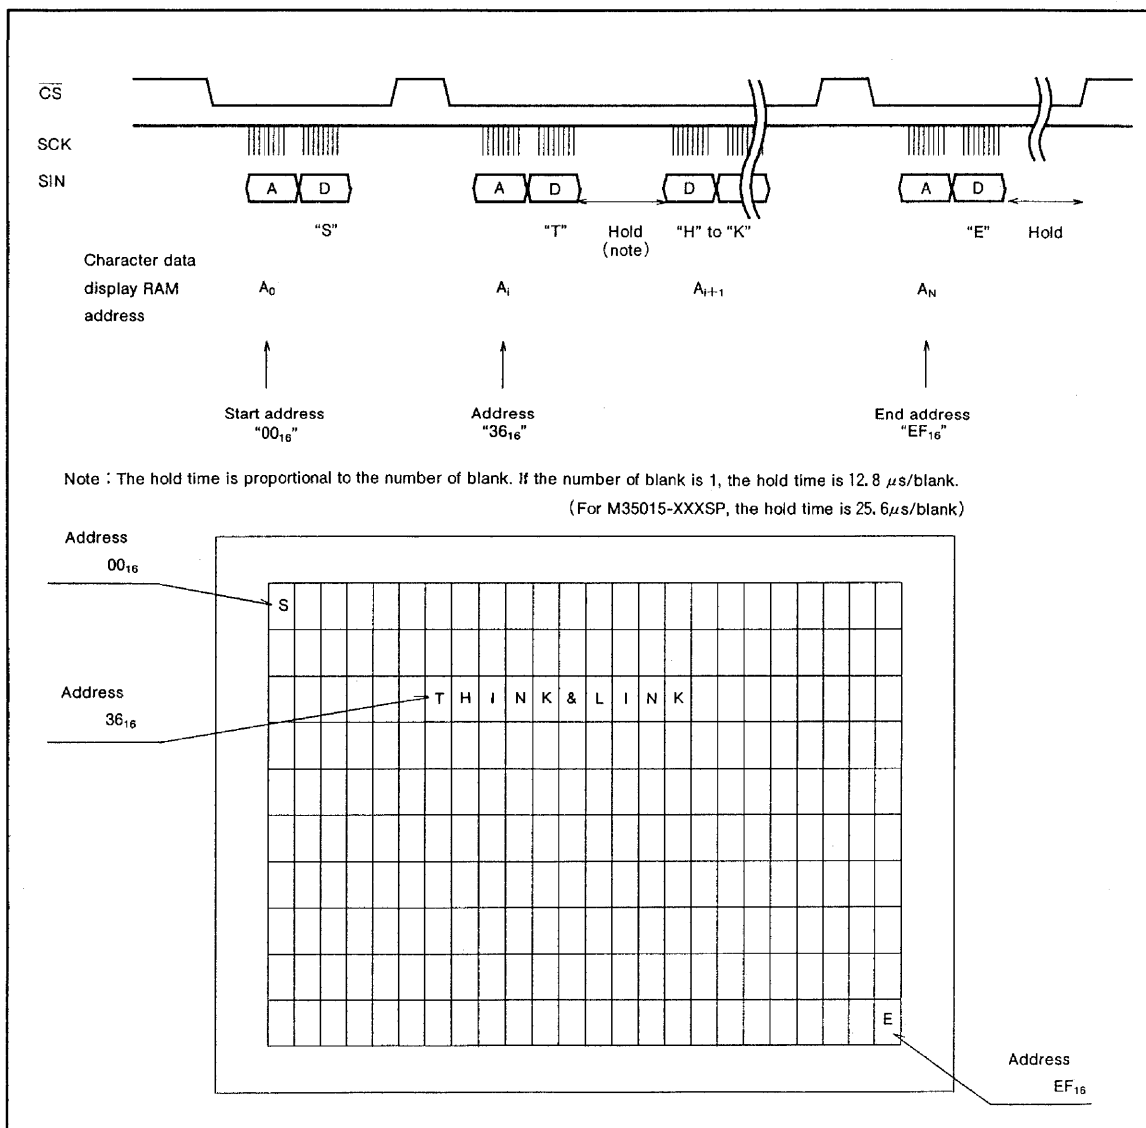 CS
SCK
SIN
A D A D D A D
"S" "T" Hold (note) "H" to "K" "E" Hold
Character data
display RAM
address
A₀ Aᵢ Aᵢ₊₁ A_N
Start address
"00₁₆"
Address
"36₁₆"
End address
"EF₁₆"
Note : The hold time is proportional to the number of blank. If the number of blank is 1, the hold time is 12.8 μs/blank.
(For M35015-XXXSP, the hold time is 25.6μs/blank)
Address
00₁₆
S
Address
36₁₆
T H I N K & L I N K
E
Address
EF₁₆